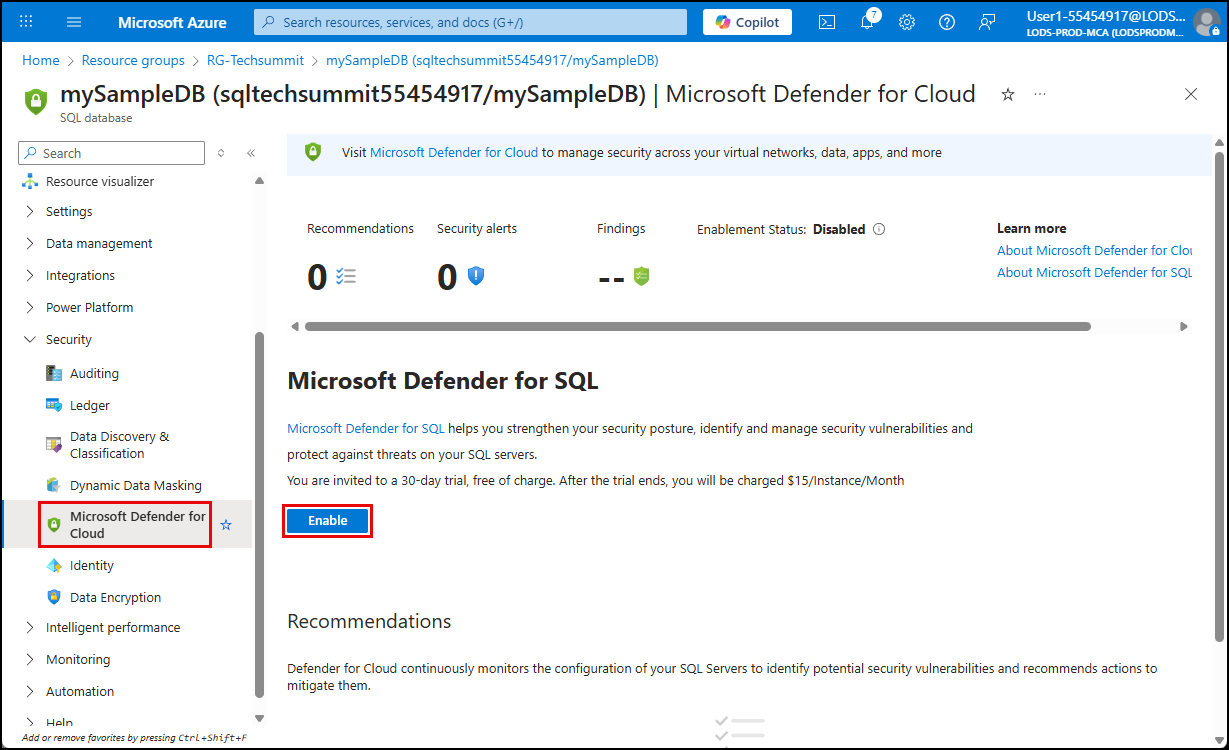 Microsoft Azure
Search resources, services, and docs (G+/)
Copilot
7
User1-55454917@LODS...
LODS-PROD-MCA (LODSPRODM...
Home > Resource groups > RG-Techsummit > mySampleDB (sqltechsummit55454917/mySampleDB)
mySampleDB (sqltechsummit55454917/mySampleDB) | Microsoft Defender for Cloud
SQL database
Search
Resource visualizer
Settings
Data management
Integrations
Power Platform
Security
Auditing
Ledger
Data Discovery &
Classification
Dynamic Data Masking
Microsoft Defender for
Cloud
Identity
Data Encryption
Intelligent performance
Monitoring
Automation
Help
Add or remove favorites by pressing Ctrl+Shift+F
Visit Microsoft Defender for Cloud to manage security across your virtual networks, data, apps, and more
Recommendations
0
Security alerts
0
Findings
--
Enablement Status: Disabled
Learn more
About Microsoft Defender for Clou
About Microsoft Defender for SQL
Microsoft Defender for SQL
Microsoft Defender for SQL helps you strengthen your security posture, identify and manage security vulnerabilities and
protect against threats on your SQL servers.
You are invited to a 30-day trial, free of charge. After the trial ends, you will be charged $15/Instance/Month
Enable
Recommendations
Defender for Cloud continuously monitors the configuration of your SQL Servers to identify potential security vulnerabilities and recommends actions to
mitigate them.